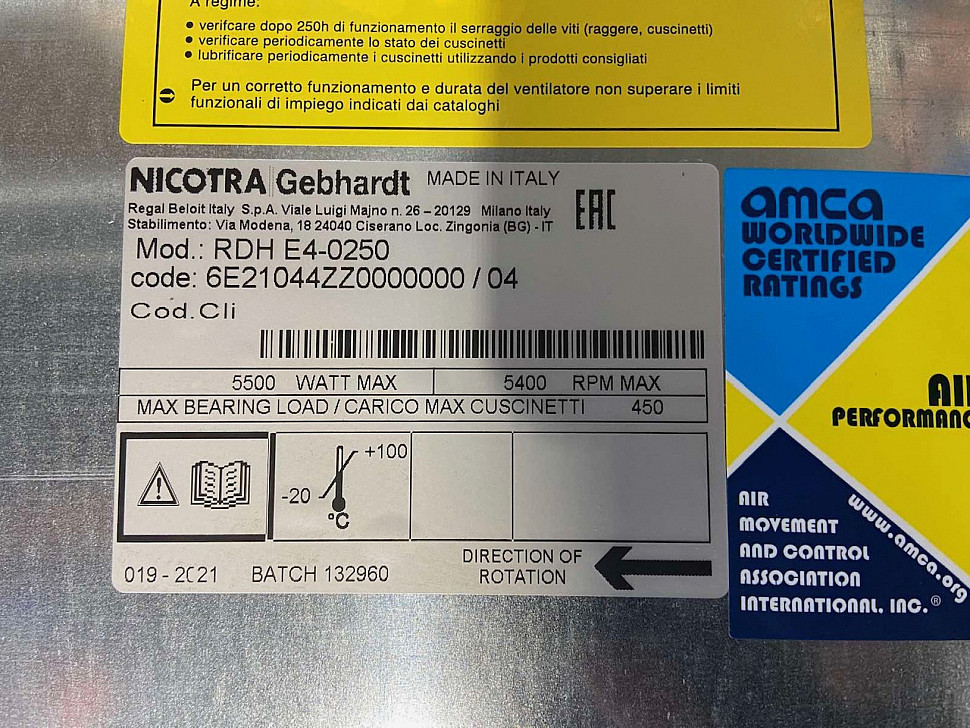 A regime:
• verifcare dopo 250h di funzionamento il serraggio delle viti (raggere, cuscinetti)
• verificare periodicamente lo stato dei cuscinetti
• lubrificare periodicamente i cuscinetti utilizzando i prodotti consigliati
Per un corretto funzionamento e durata del ventilatore non superare i limiti
funzionali di impiego indicati dai cataloghi
NICOTRA Gebhardt MADE IN ITALY
Regal Beloit Italy S.p.A. Viale Luigi Majno n. 26 – 20129 Milano Italy
Stabilimento: Via Modena, 18 24040 Ciserano Loc. Zingonia (BG) - IT
EAC
Mod.: RDH E4-0250
code: 6E21044ZZ0000000 / 04
Cod.Cli
5500 WATT MAX 5400 RPM MAX
MAX BEARING LOAD / CARICO MAX CUSCINETTI 450
+100
-20
°C
019 - 2021 BATCH 132960
DIRECTION OF
ROTATION
amca
WORLDWIDE
CERTIFIED
RATINGS
PERFORMANC
AIR
MOVEMENT
AND CONTROL
ASSOCIATION
INTERNATIONAL, INC.®
www.amca.org